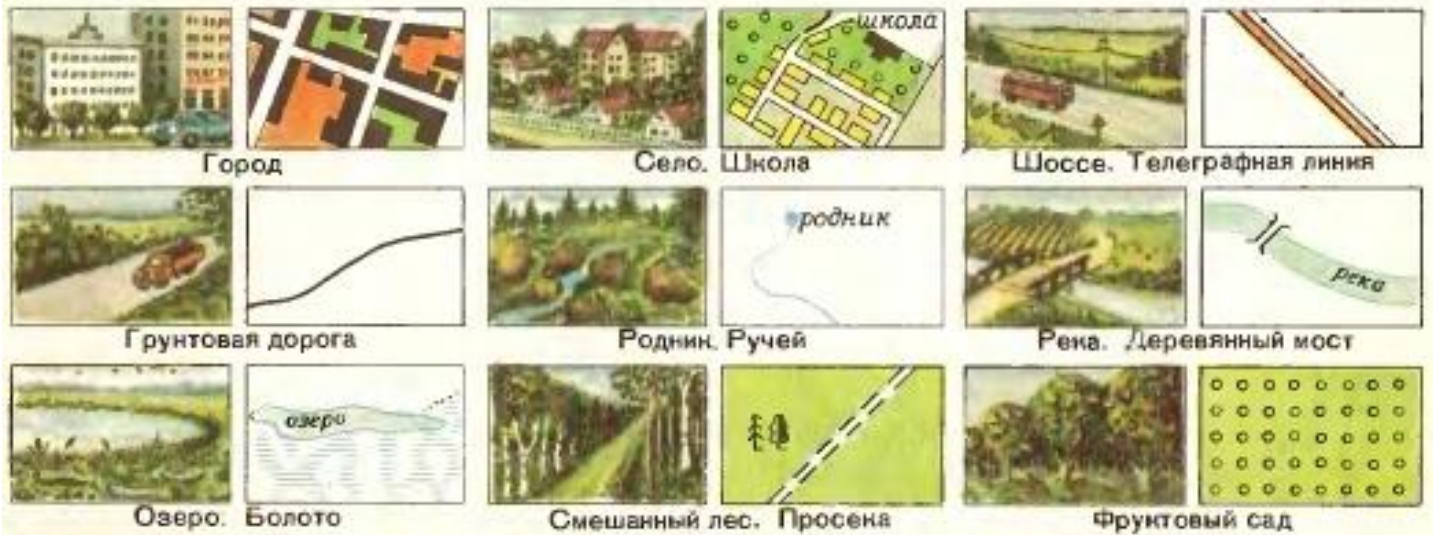 школа
Город
Село. Школа
Шоссе. Телеграфная линия
родник
река
Грунтовая дорога
Родник. Ручей
Река. Деревянный мост
озеро
Озеро. Болото
Смешанный лес. Просека
Фруктовый сад